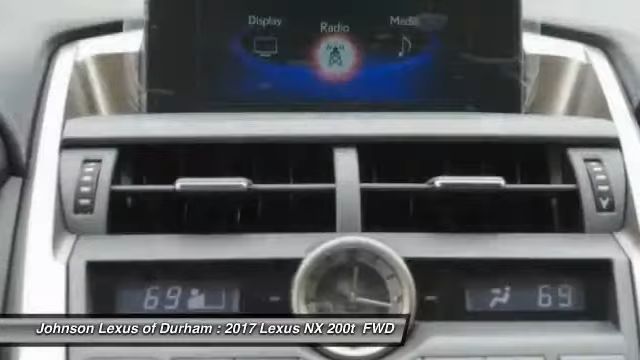 Display
Radio
Media
69
69
Johnson Lexus of Durham : 2017 Lexus NX 200t FWD